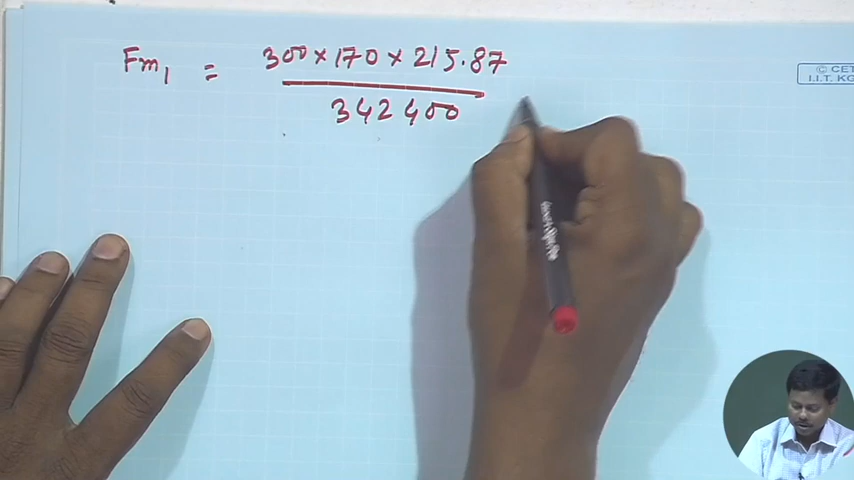 Fm1 = 300 × 170 × 215.87
342400
© CET
I.I.T. KG